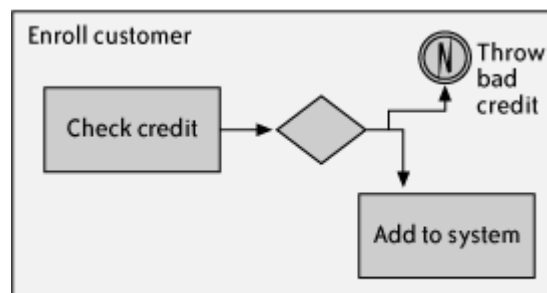 Enroll customer
Check credit
N
Throw
bad
credit
Add to system